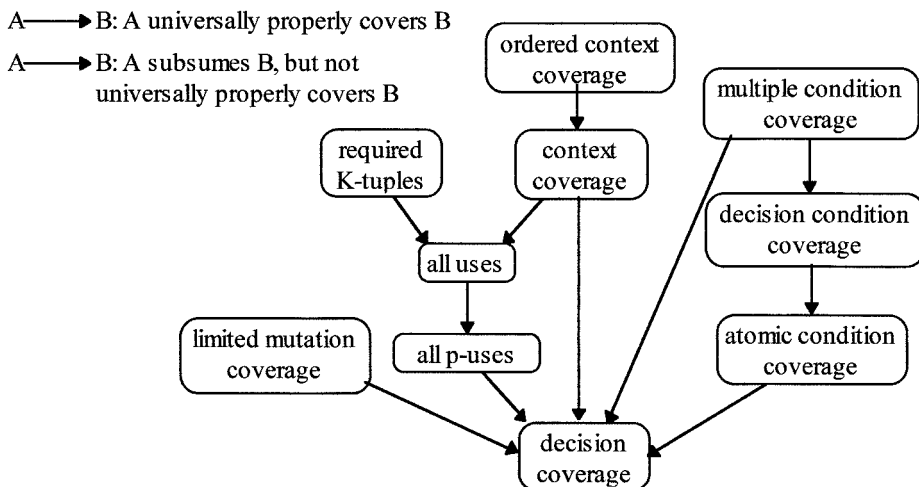 A → B: A universally properly covers B
A → B: A subsumes B, but not
universally properly covers B
ordered context
coverage
multiple condition
coverage
required
K-tuples
context
coverage
decision condition
coverage
all uses
limited mutation
coverage
all p-uses
atomic condition
coverage
decision
coverage